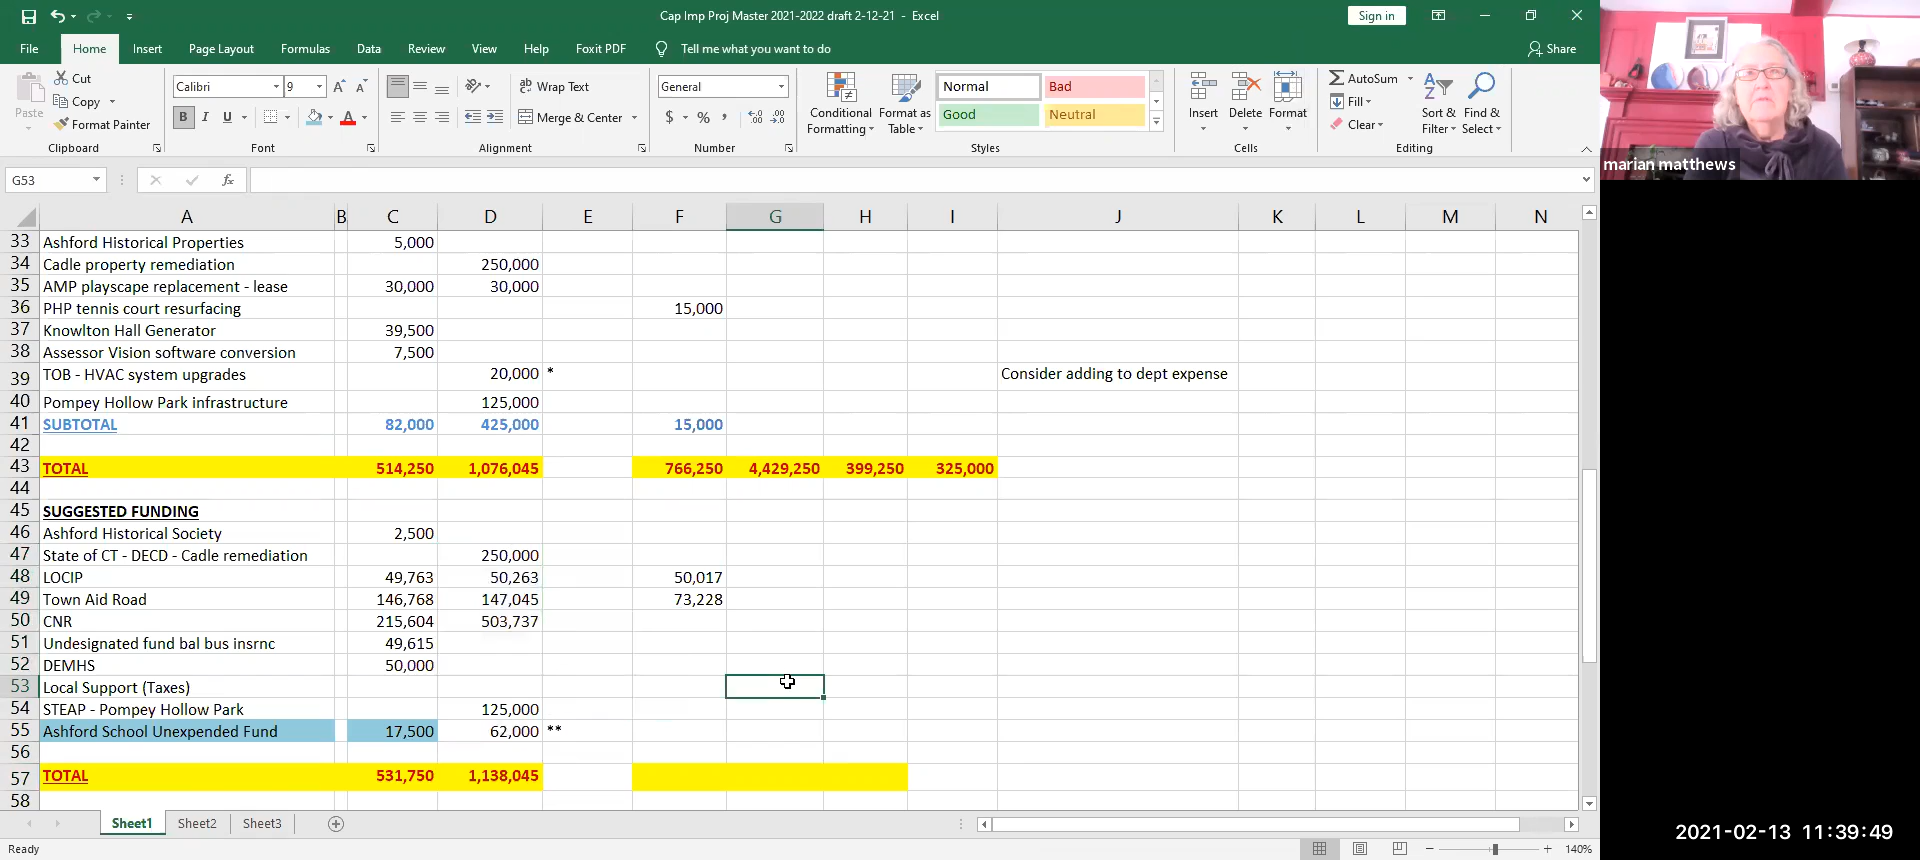 Cap Imp Proj Master 2021-2022 draft 2-12-21 - Excel
Sign in
File Home Insert Page Layout Formulas Data Review View Help Foxit PDF Tell me what you want to do Share
Paste Cut Copy Format Painter Clipboard
Calibri 9 B I U Font
Wrap Text Merge & Center Alignment
General $ % , Number
Conditional Formatting Format as Table
Normal Bad
Good Neutral
Styles
Insert Delete Format Cells
AutoSum Fill Clear Sort & Filter Find & Select Editing
marian matthews
G53 fx
A B C D E F G H I J K L M N
33 Ashford Historical Properties 5,000
34 Cadle property remediation 250,000
35 AMP playscape replacement - lease 30,000 30,000
36 PHP tennis court resurfacing 15,000
37 Knowlton Hall Generator 39,500
38 Assessor Vision software conversion 7,500
39 TOB - HVAC system upgrades 20,000 * Consider adding to dept expense
40 Pompey Hollow Park infrastructure 125,000
41 SUBTOTAL 82,000 425,000 15,000
42
43 TOTAL 514,250 1,076,045 766,250 4,429,250 399,250 325,000
44
45 SUGGESTED FUNDING
46 Ashford Historical Society 2,500
47 State of CT - DECD - Cadle remediation 250,000
48 LOCIP 49,763 50,263 50,017
49 Town Aid Road 146,768 147,045 73,228
50 CNR 215,604 503,737
51 Undesignated fund bal bus insrnc 49,615
52 DEMHS 50,000
53 Local Support (Taxes)
54 STEAP - Pompey Hollow Park 125,000
55 Ashford School Unexpended Fund 17,500 62,000 **
56
57 TOTAL 531,750 1,138,045
58
Sheet1 Sheet2 Sheet3
Ready 140%
2021-02-13 11:39:49